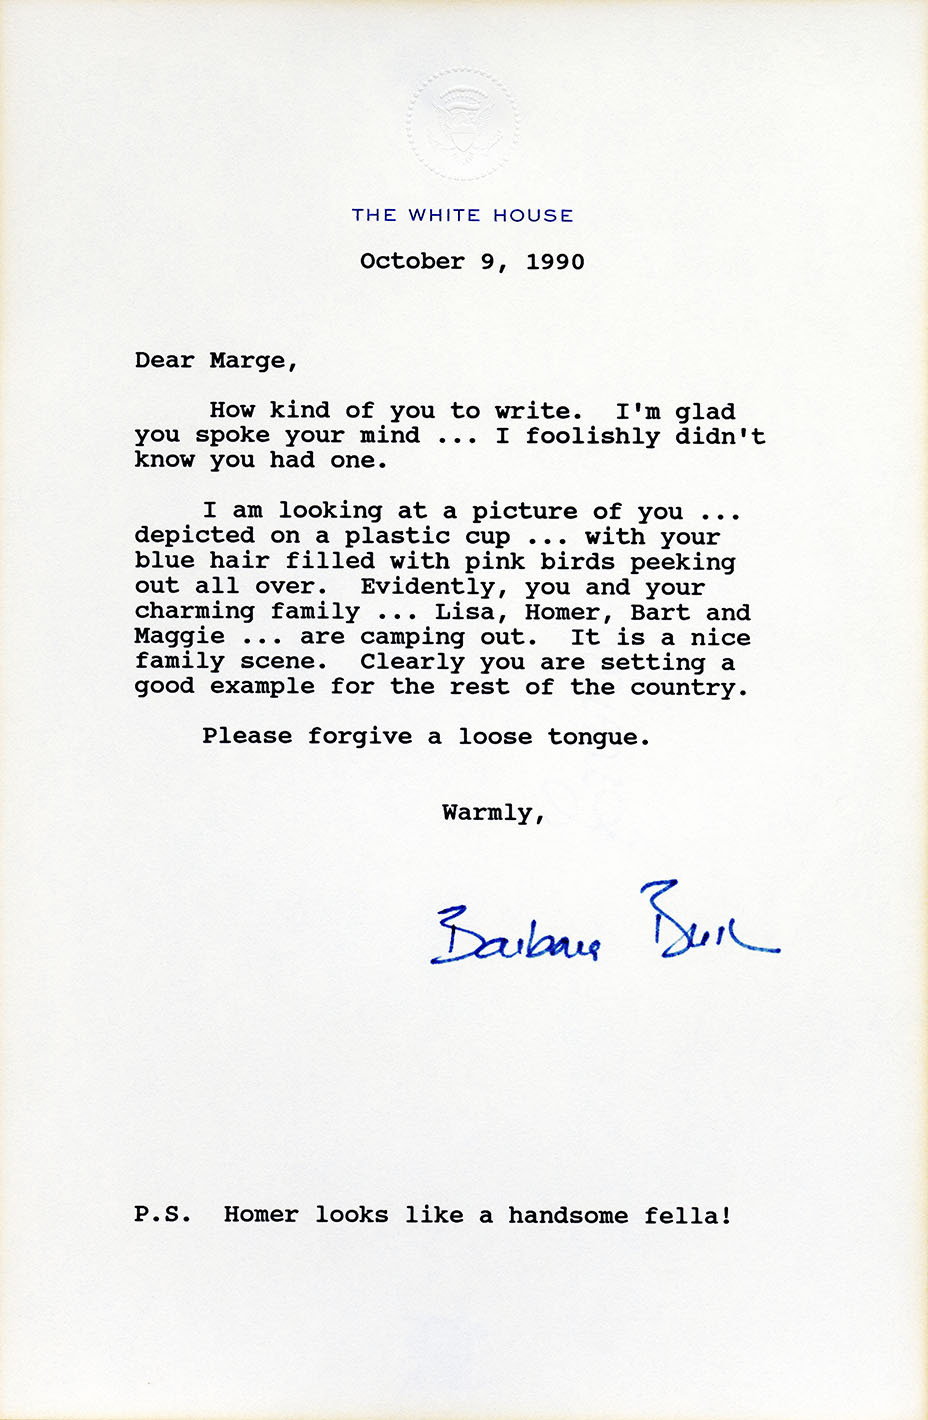 THE WHITE HOUSE
October 9, 1990
Dear Marge,
How kind of you to write. I'm glad
you spoke your mind ... I foolishly didn't
know you had one.
I am looking at a picture of you ...
depicted on a plastic cup ... with your
blue hair filled with pink birds peeking
out all over. Evidently, you and your
charming family ... Lisa, Homer, Bart and
Maggie ... are camping out. It is a nice
family scene. Clearly you are setting a
good example for the rest of the country.
Please forgive a loose tongue.
Warmly,
Barbara Bush
P.S. Homer looks like a handsome fella!